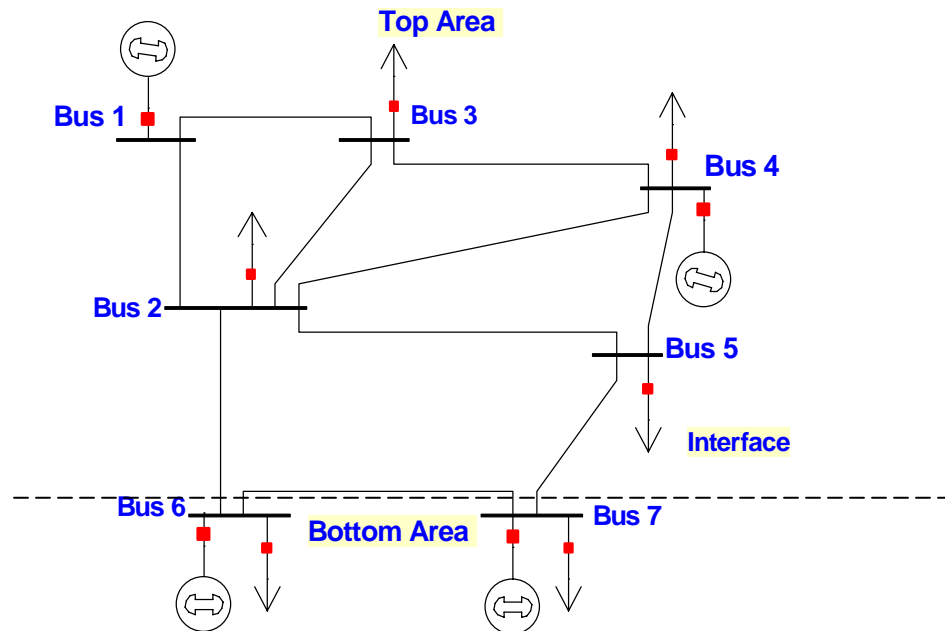 Top Area
Bus 1
Bus 3
Bus 4
Bus 2
Bus 5
Interface
Bus 6
Bus 7
Bottom Area